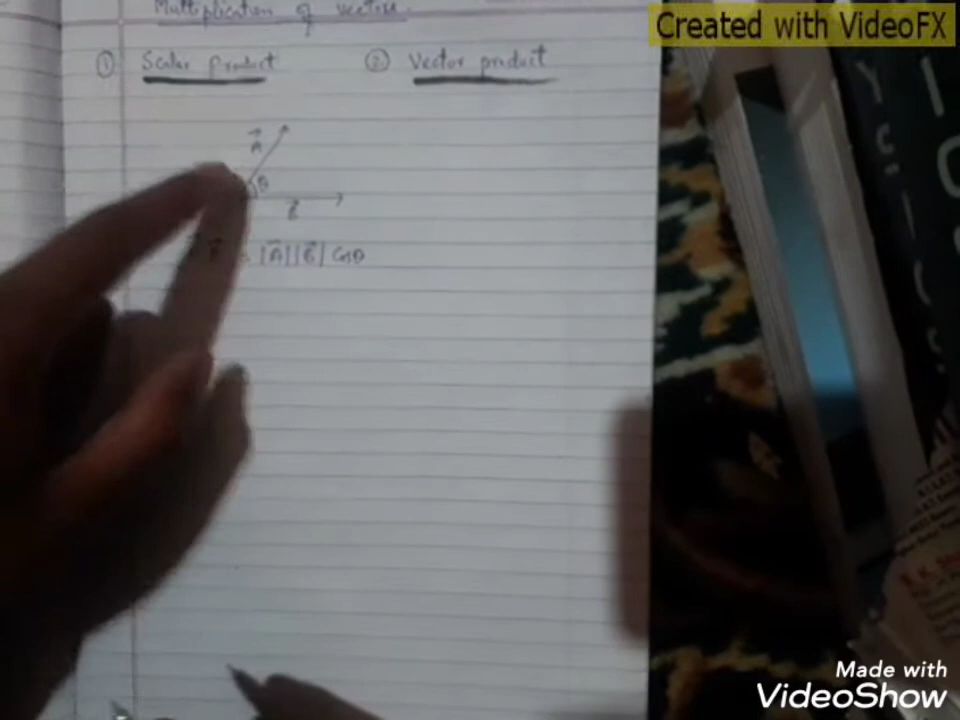 Multiplication of vectors.
① Scalar product ② Vector product
A
θ
|A⃗||B⃗| Cosθ
Created with VideoFX
Made with
VideoShow